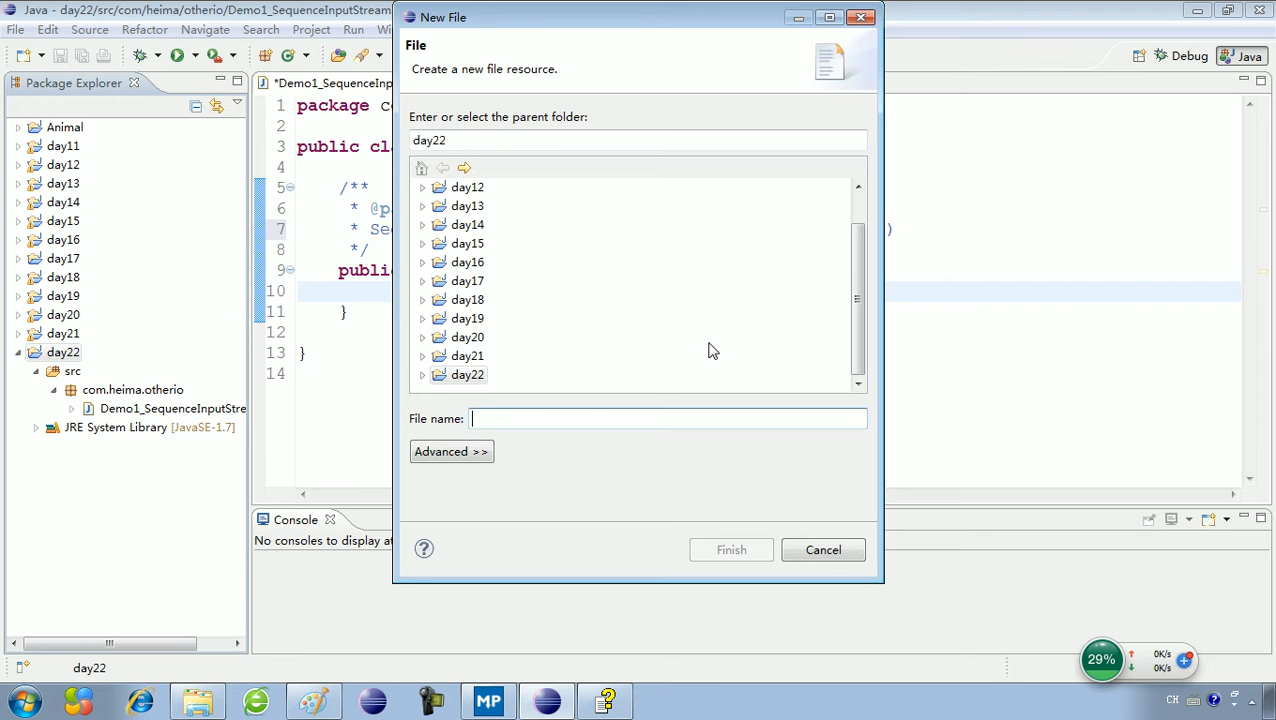 Java - day22/src/com/heima/otherio/Demo1_SequenceInputStream
File Edit Source Refactor Navigate Search Project Run Wi
Debug Java
Package Explorer
*Demo1_SequenceInp
Animal
day11
day12
day13
day14
day15
day16
day17
day18
day19
day20
day21
day22
src
com.heima.otherio
Demo1_SequenceInputStre
JRE System Library [JavaSE-1.7]
1 package c
2
3 public cla
4
5 /**
6 * @p
7 * Se )
8 */
9 public
10
11 }
12
13 }
14
New File
File
Create a new file resource.
Enter or select the parent folder:
day22
day12
day13
day14
day15
day16
day17
day18
day19
day20
day21
day22
File name:
Advanced >>
Finish Cancel
Console
No consoles to display at
day22
29%
0K/s
0K/s
MP
CH